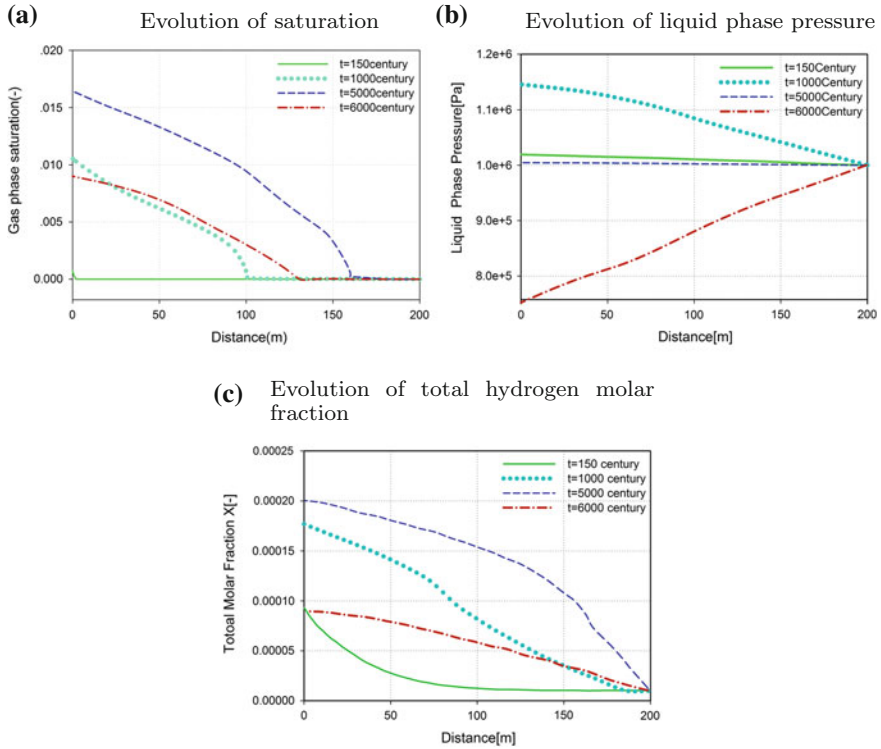 (a) Evolution of saturation
Gas phase saturation(-)
.020
.015
.010
.005
0.000
t=150century
t=1000century
t=5000century
t=6000century
0 50 100 150 200
Distance(m)
(b) Evolution of liquid phase pressure
Liquid Phase Pressure[Pa]
1.2e+6
1.1e+6
1.0e+6
9.0e+5
8.0e+5
t=150Century
t=1000Century
t=5000Century
t=6000Century
0 50 100 150 200
Distance[m]
(c) Evolution of total hydrogen molar
fraction
Totoal Molar Fraction X[-]
0.00025
0.00020
0.00015
0.00010
0.00005
0.00000
t=150 century
t=1000 century
t=5000 century
t=6000 century
0 50 100 150 200
Distance[m]